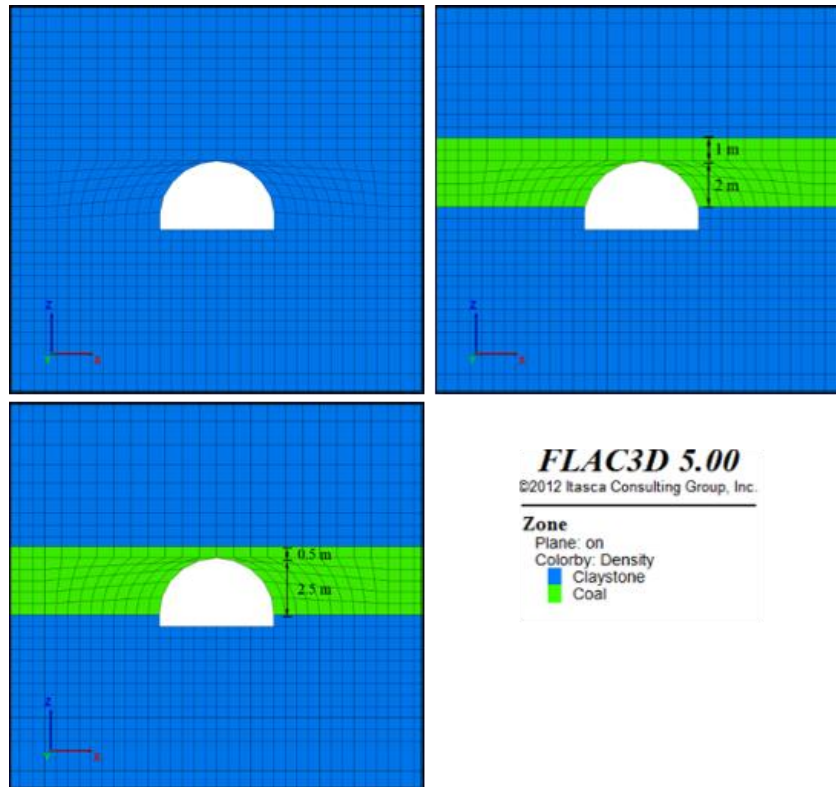 Z
X
Y
1 m
2 m
Z
X
Y
0.5 m
2.5 m
Z
X
Y
FLAC3D 5.00
©2012 Itasca Consulting Group, Inc.
Zone
Plane: on
Colorby: Density
Claystone
Coal